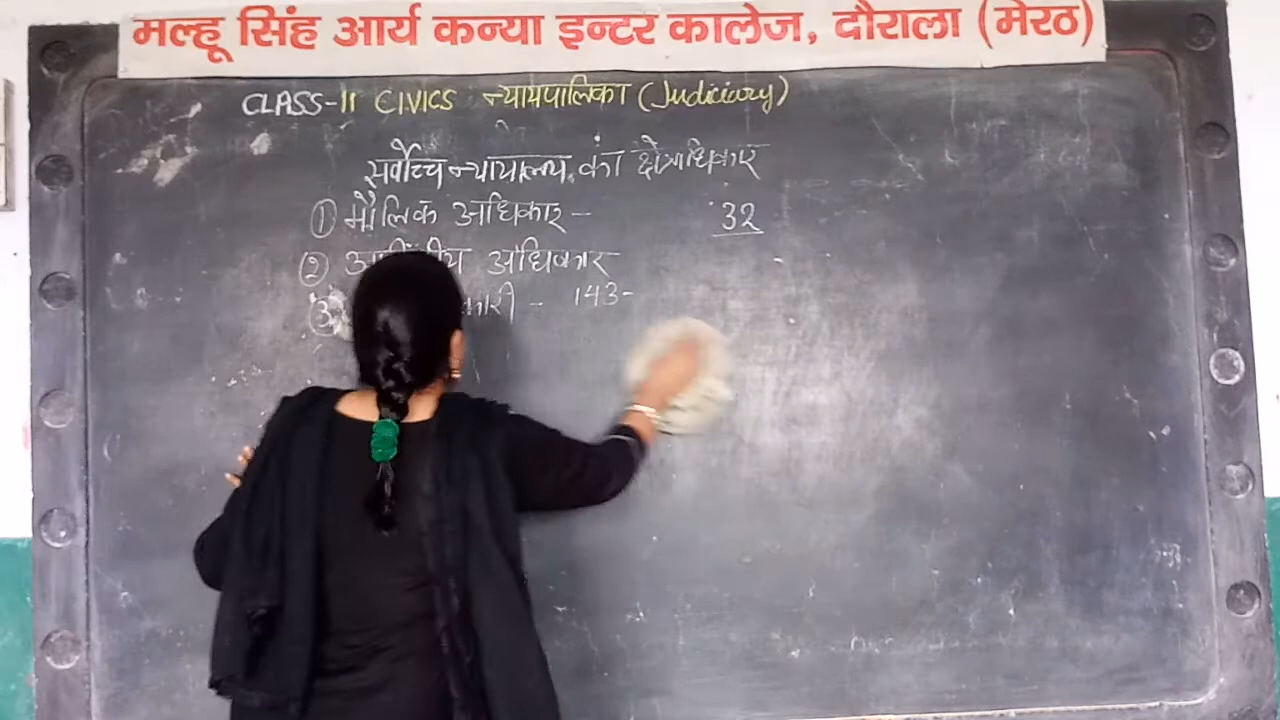 मल्हू सिंह आर्य कन्या इन्टर कालेज, दौराला (मेरठ)
CLASS-11 CIVICS न्यायपालिका (Judiciary)
सर्वोच्च न्यायालय का क्षेत्राधिकार
① मौलिक अधिकार - 32
② अधिकार
③ कारी - 143-